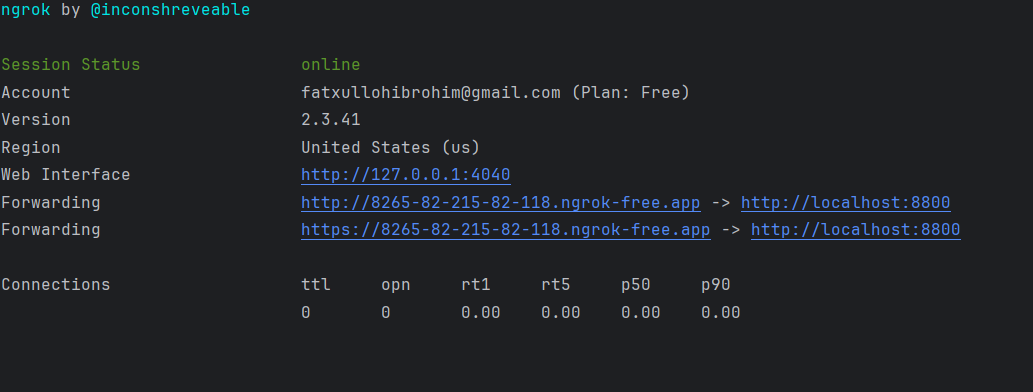 ngrok by @inconshreveable
Session Status online
Account fatxullohibrohim@gmail.com (Plan: Free)
Version 2.3.41
Region United States (us)
Web Interface http://127.0.0.1:4040
Forwarding http://8265-82-215-82-118.ngrok-free.app -> http://localhost:8800
Forwarding https://8265-82-215-82-118.ngrok-free.app -> http://localhost:8800
Connections ttl opn rt1 rt5 p50 p90
0 0 0.00 0.00 0.00 0.00